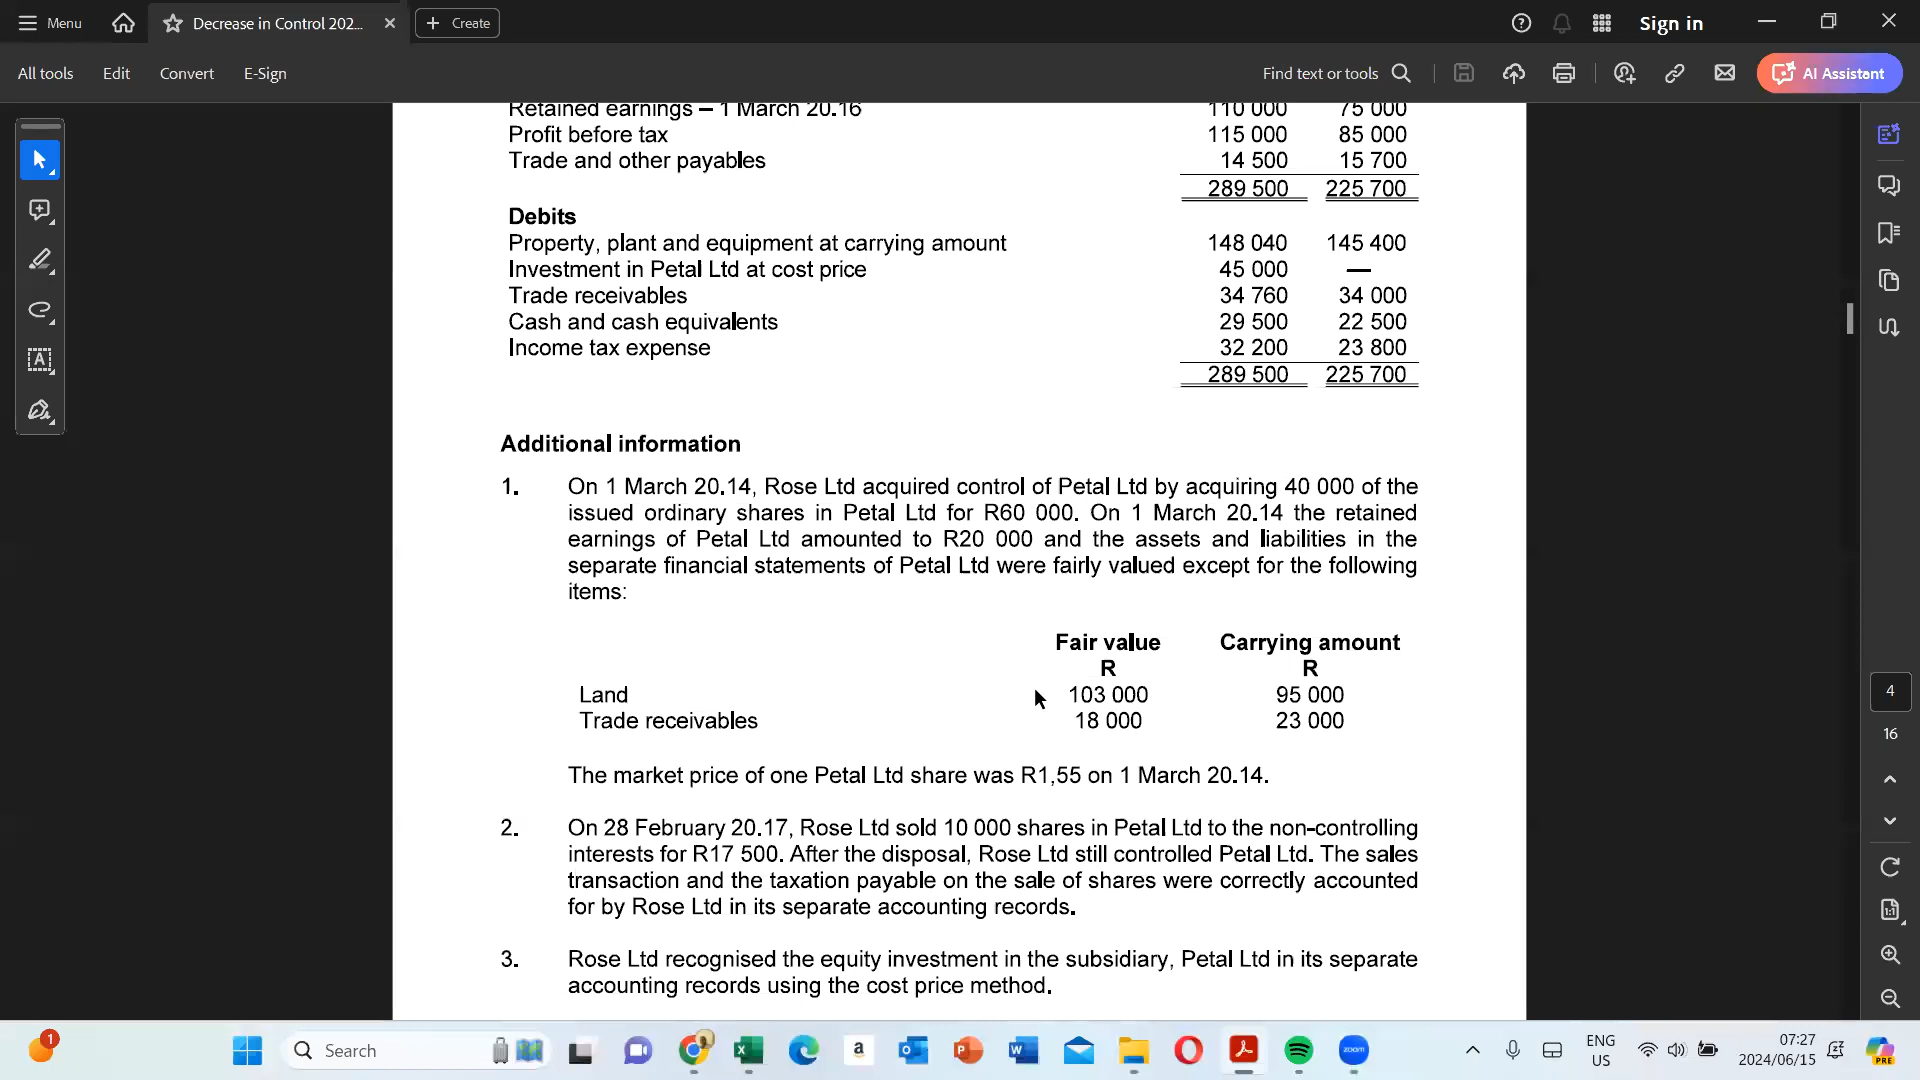 Menu
Decrease in Control 202...
Create
Sign in
All tools
Edit
Convert
E-Sign
Find text or tools
AI Assistant
Retained earnings – 1 March 20.16 110 000 75 000
Profit before tax 115 000 85 000
Trade and other payables 14 500 15 700
289 500 225 700
Debits
Property, plant and equipment at carrying amount 148 040 145 400
Investment in Petal Ltd at cost price 45 000 —
Trade receivables 34 760 34 000
Cash and cash equivalents 29 500 22 500
Income tax expense 32 200 23 800
289 500 225 700
Additional information
1. On 1 March 20.14, Rose Ltd acquired control of Petal Ltd by acquiring 40 000 of the
issued ordinary shares in Petal Ltd for R60 000. On 1 March 20.14 the retained
earnings of Petal Ltd amounted to R20 000 and the assets and liabilities in the
separate financial statements of Petal Ltd were fairly valued except for the following
items:
Fair value Carrying amount
R R
Land 103 000 95 000
Trade receivables 18 000 23 000
The market price of one Petal Ltd share was R1,55 on 1 March 20.14.
2. On 28 February 20.17, Rose Ltd sold 10 000 shares in Petal Ltd to the non-controlling
interests for R17 500. After the disposal, Rose Ltd still controlled Petal Ltd. The sales
transaction and the taxation payable on the sale of shares were correctly accounted
for by Rose Ltd in its separate accounting records.
3. Rose Ltd recognised the equity investment in the subsidiary, Petal Ltd in its separate
accounting records using the cost price method.
4
16
1
Search
zoom
ENG
US
07:27
2024/06/15
PRE